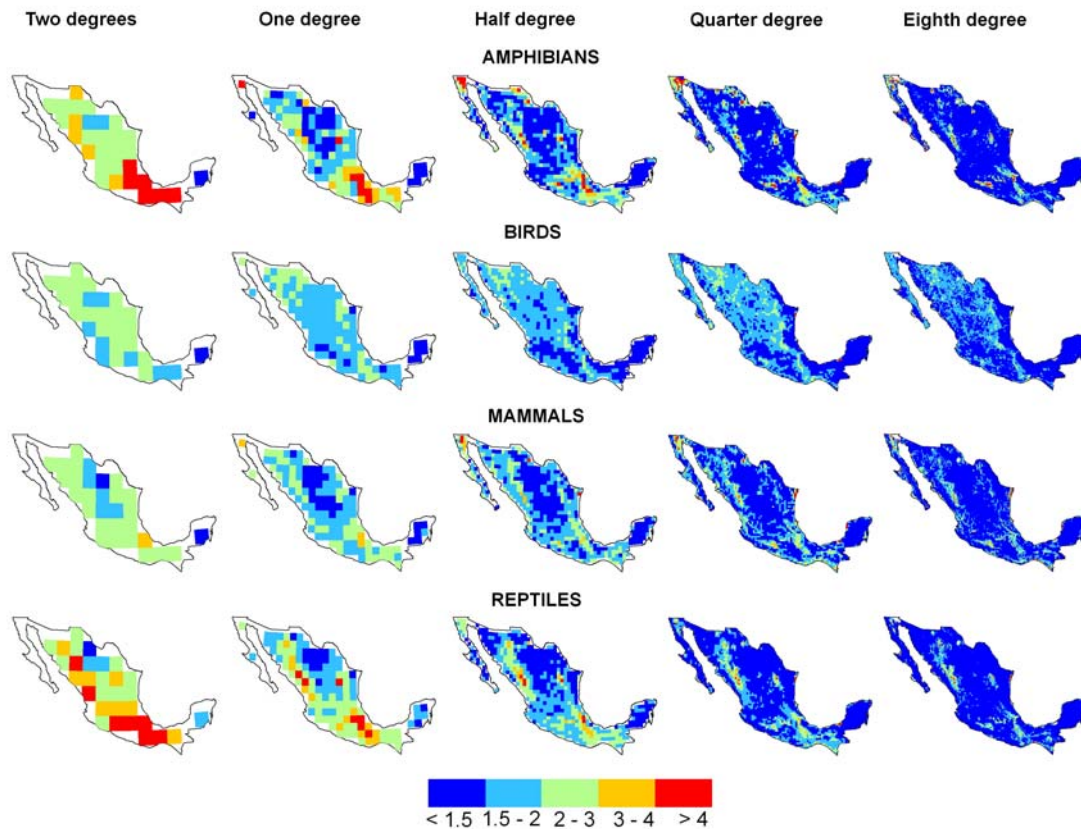 Two degrees One degree Half degree Quarter degree Eighth degree
AMPHIBIANS
BIRDS
MAMMALS
REPTILES
< 1.5 1.5 - 2 2 - 3 3 - 4 > 4